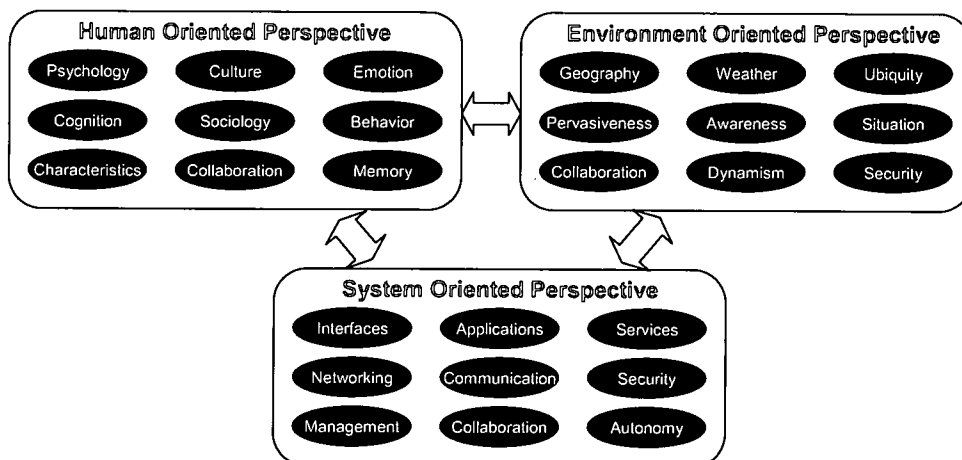 Human Oriented Perspective
Psychology Culture Emotion
Cognition Sociology Behavior
Characteristics Collaboration Memory
Environment Oriented Perspective
Geography Weather Ubiquity
Pervasiveness Awareness Situation
Collaboration Dynamism Security
System Oriented Perspective
Interfaces Applications Services
Networking Communication Security
Management Collaboration Autonomy